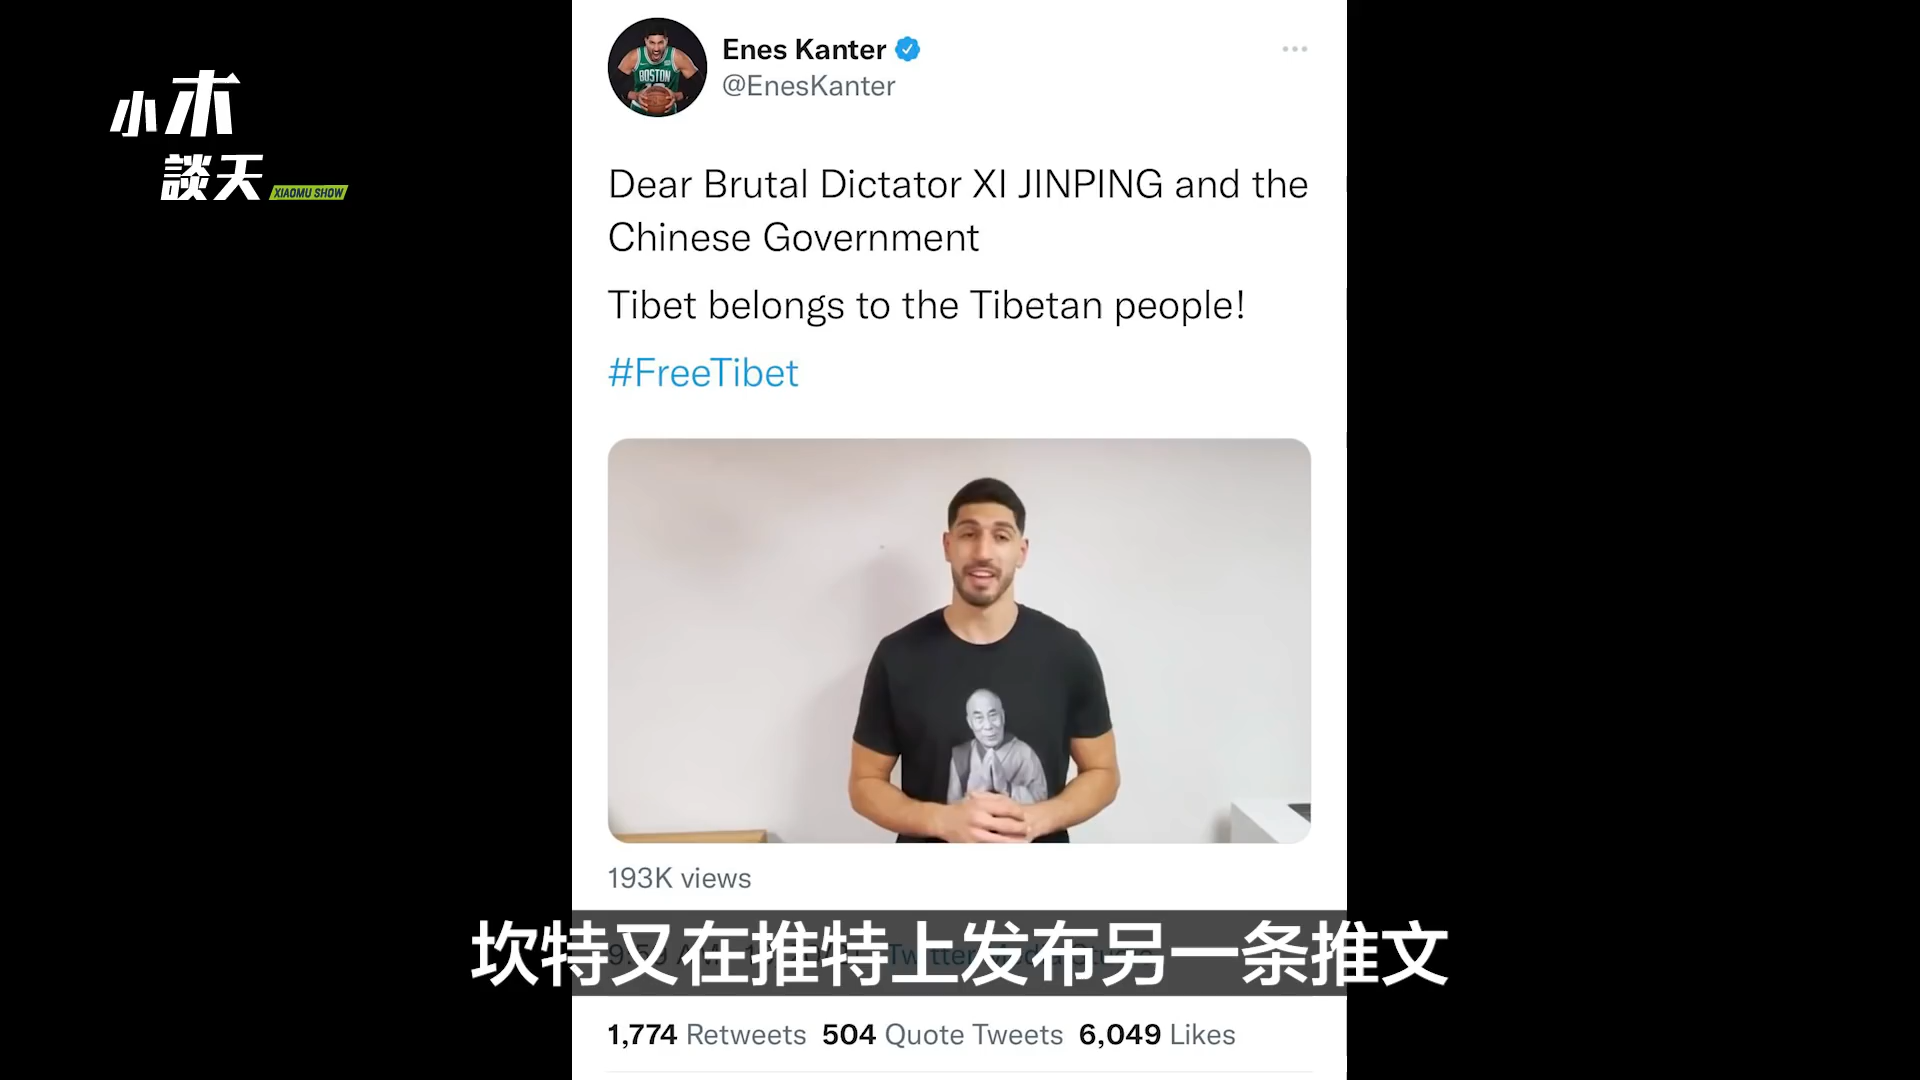 小木
談天
XIAOMU SHOW
BOSTON
Enes Kanter
@EnesKanter
Dear Brutal Dictator XI JINPING and the
Chinese Government
Tibet belongs to the Tibetan people!
#FreeTibet
193K views
坎特又在推特上发布另一条推文
1,774 Retweets 504 Quote Tweets 6,049 Likes